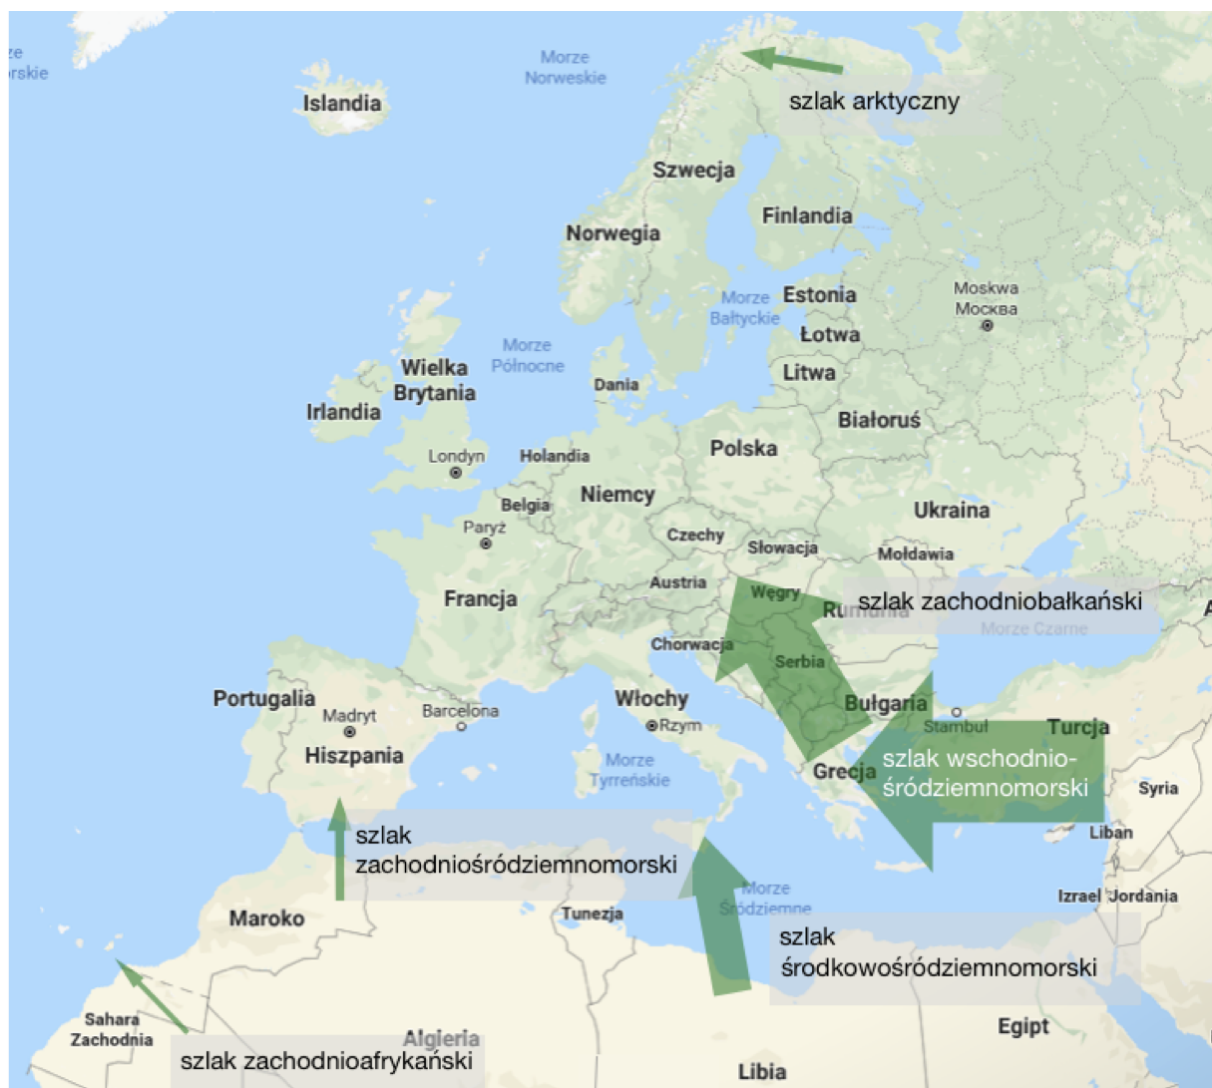 ze
rskie
Morze
Norweskie
szlak arktyczny
Islandia
Szwecja
Finlandia
Norwegia
Morze
Bałtyckie
Estonia
Moskwa
Москва
Łotwa
Morze
Północne
Litwa
Wielka
Brytania
Dania
Irlandia
Białoruś
Polska
Londyn
Holandia
Niemcy
Belgia
Ukraina
Paryż
Czechy
Słowacja
Mołdawia
Austria
Węgry
Francja
Rumunia
szlak zachodniobałkański
A
Morze Czarne
Chorwacja
Serbia
Portugalia
Włochy
Bułgaria
Madryt
Barcelona
Rzym
Stambuł
Turcja
Hiszpania
Morze
Tyrreńskie
Grecja
szlak wschodnio-
śródziemnomorski
Syria
szlak
zachodniośródziemnomorski
Liban
Morze
Śródziemne
Izrael
Jordania
Maroko
Tunezja
szlak
środkowośródziemnomorski
Sahara
Zachodnia
Algieria
Egipt
szlak zachodnioafrykański
Libia